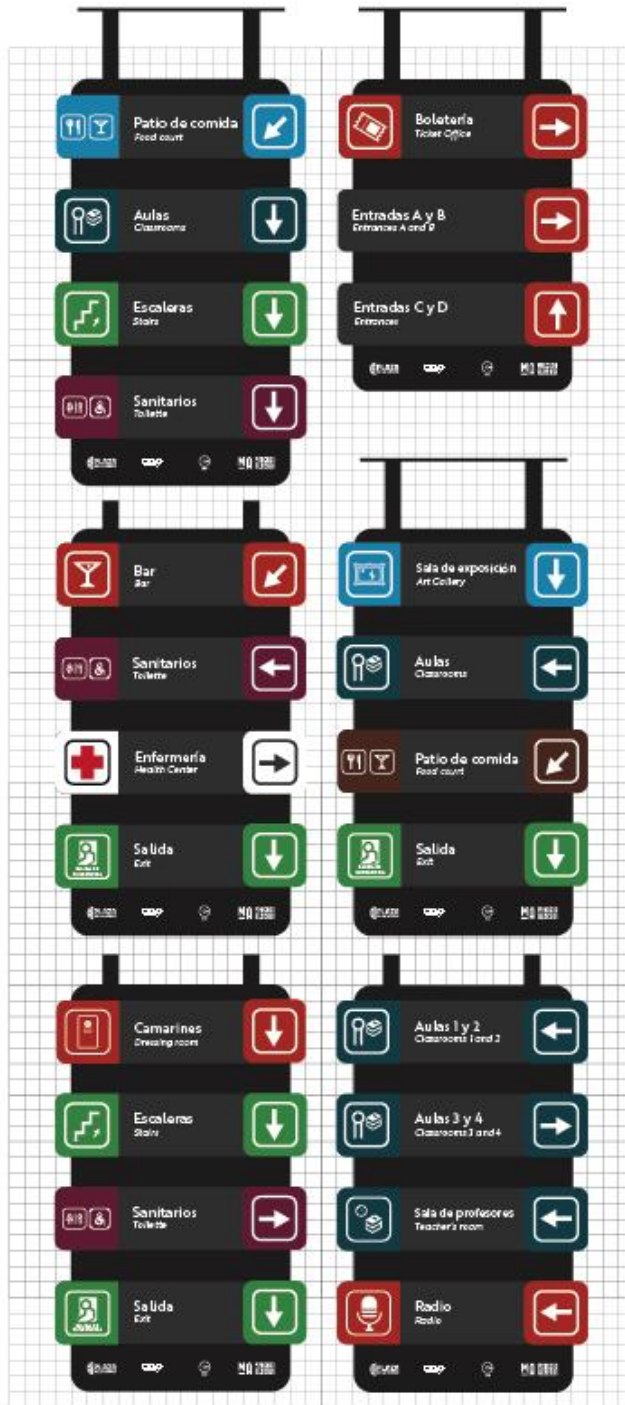 Patio de comida
Food court
Aulas
Classrooms
Escaleras
Stairs
Sanitarios
Toilette
Boletería
Ticket Office
Entradas A y B
Entrances A and B
Entradas C y D
Entrances
Bar
Bar
Sanitarios
Toilette
Enfermería
Health Center
Salida
Exit
Sala de exposición
Art Gallery
Aulas
Classrooms
Patio de comida
Food court
Salida
Exit
Camarines
Dressing room
Escaleras
Stairs
Sanitarios
Toilette
Salida
Exit
Aulas 1 y 2
Classrooms 1 and 2
Aulas 3 y 4
Classrooms 3 and 4
Sala de profesores
Teacher's room
Radio
Radio